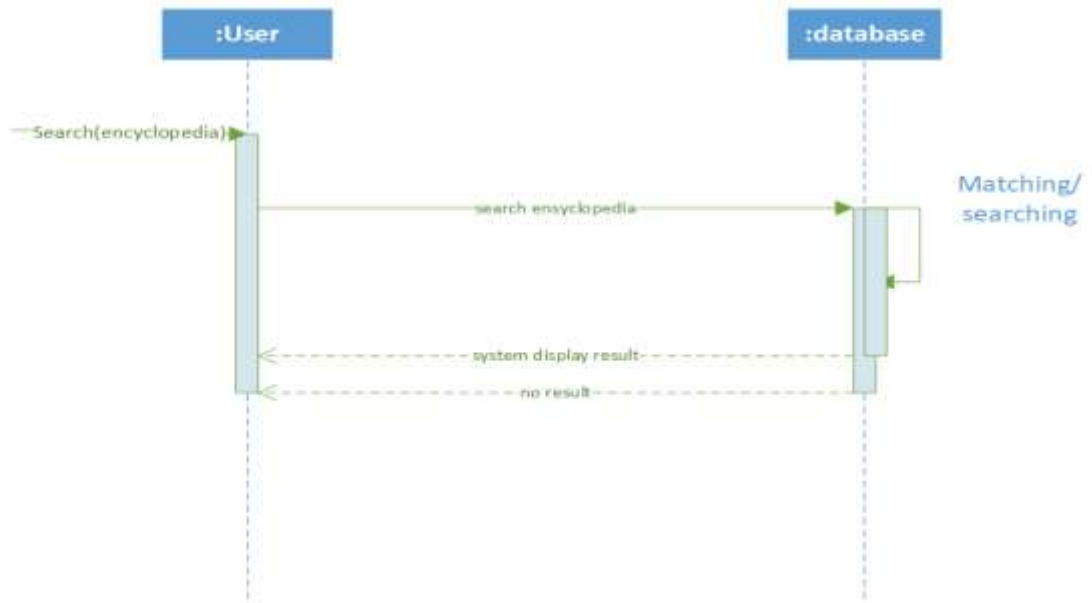 :User
:database
Search(encyclopedia)
Matching/
searching
search ensyclopedia
system display result
no result